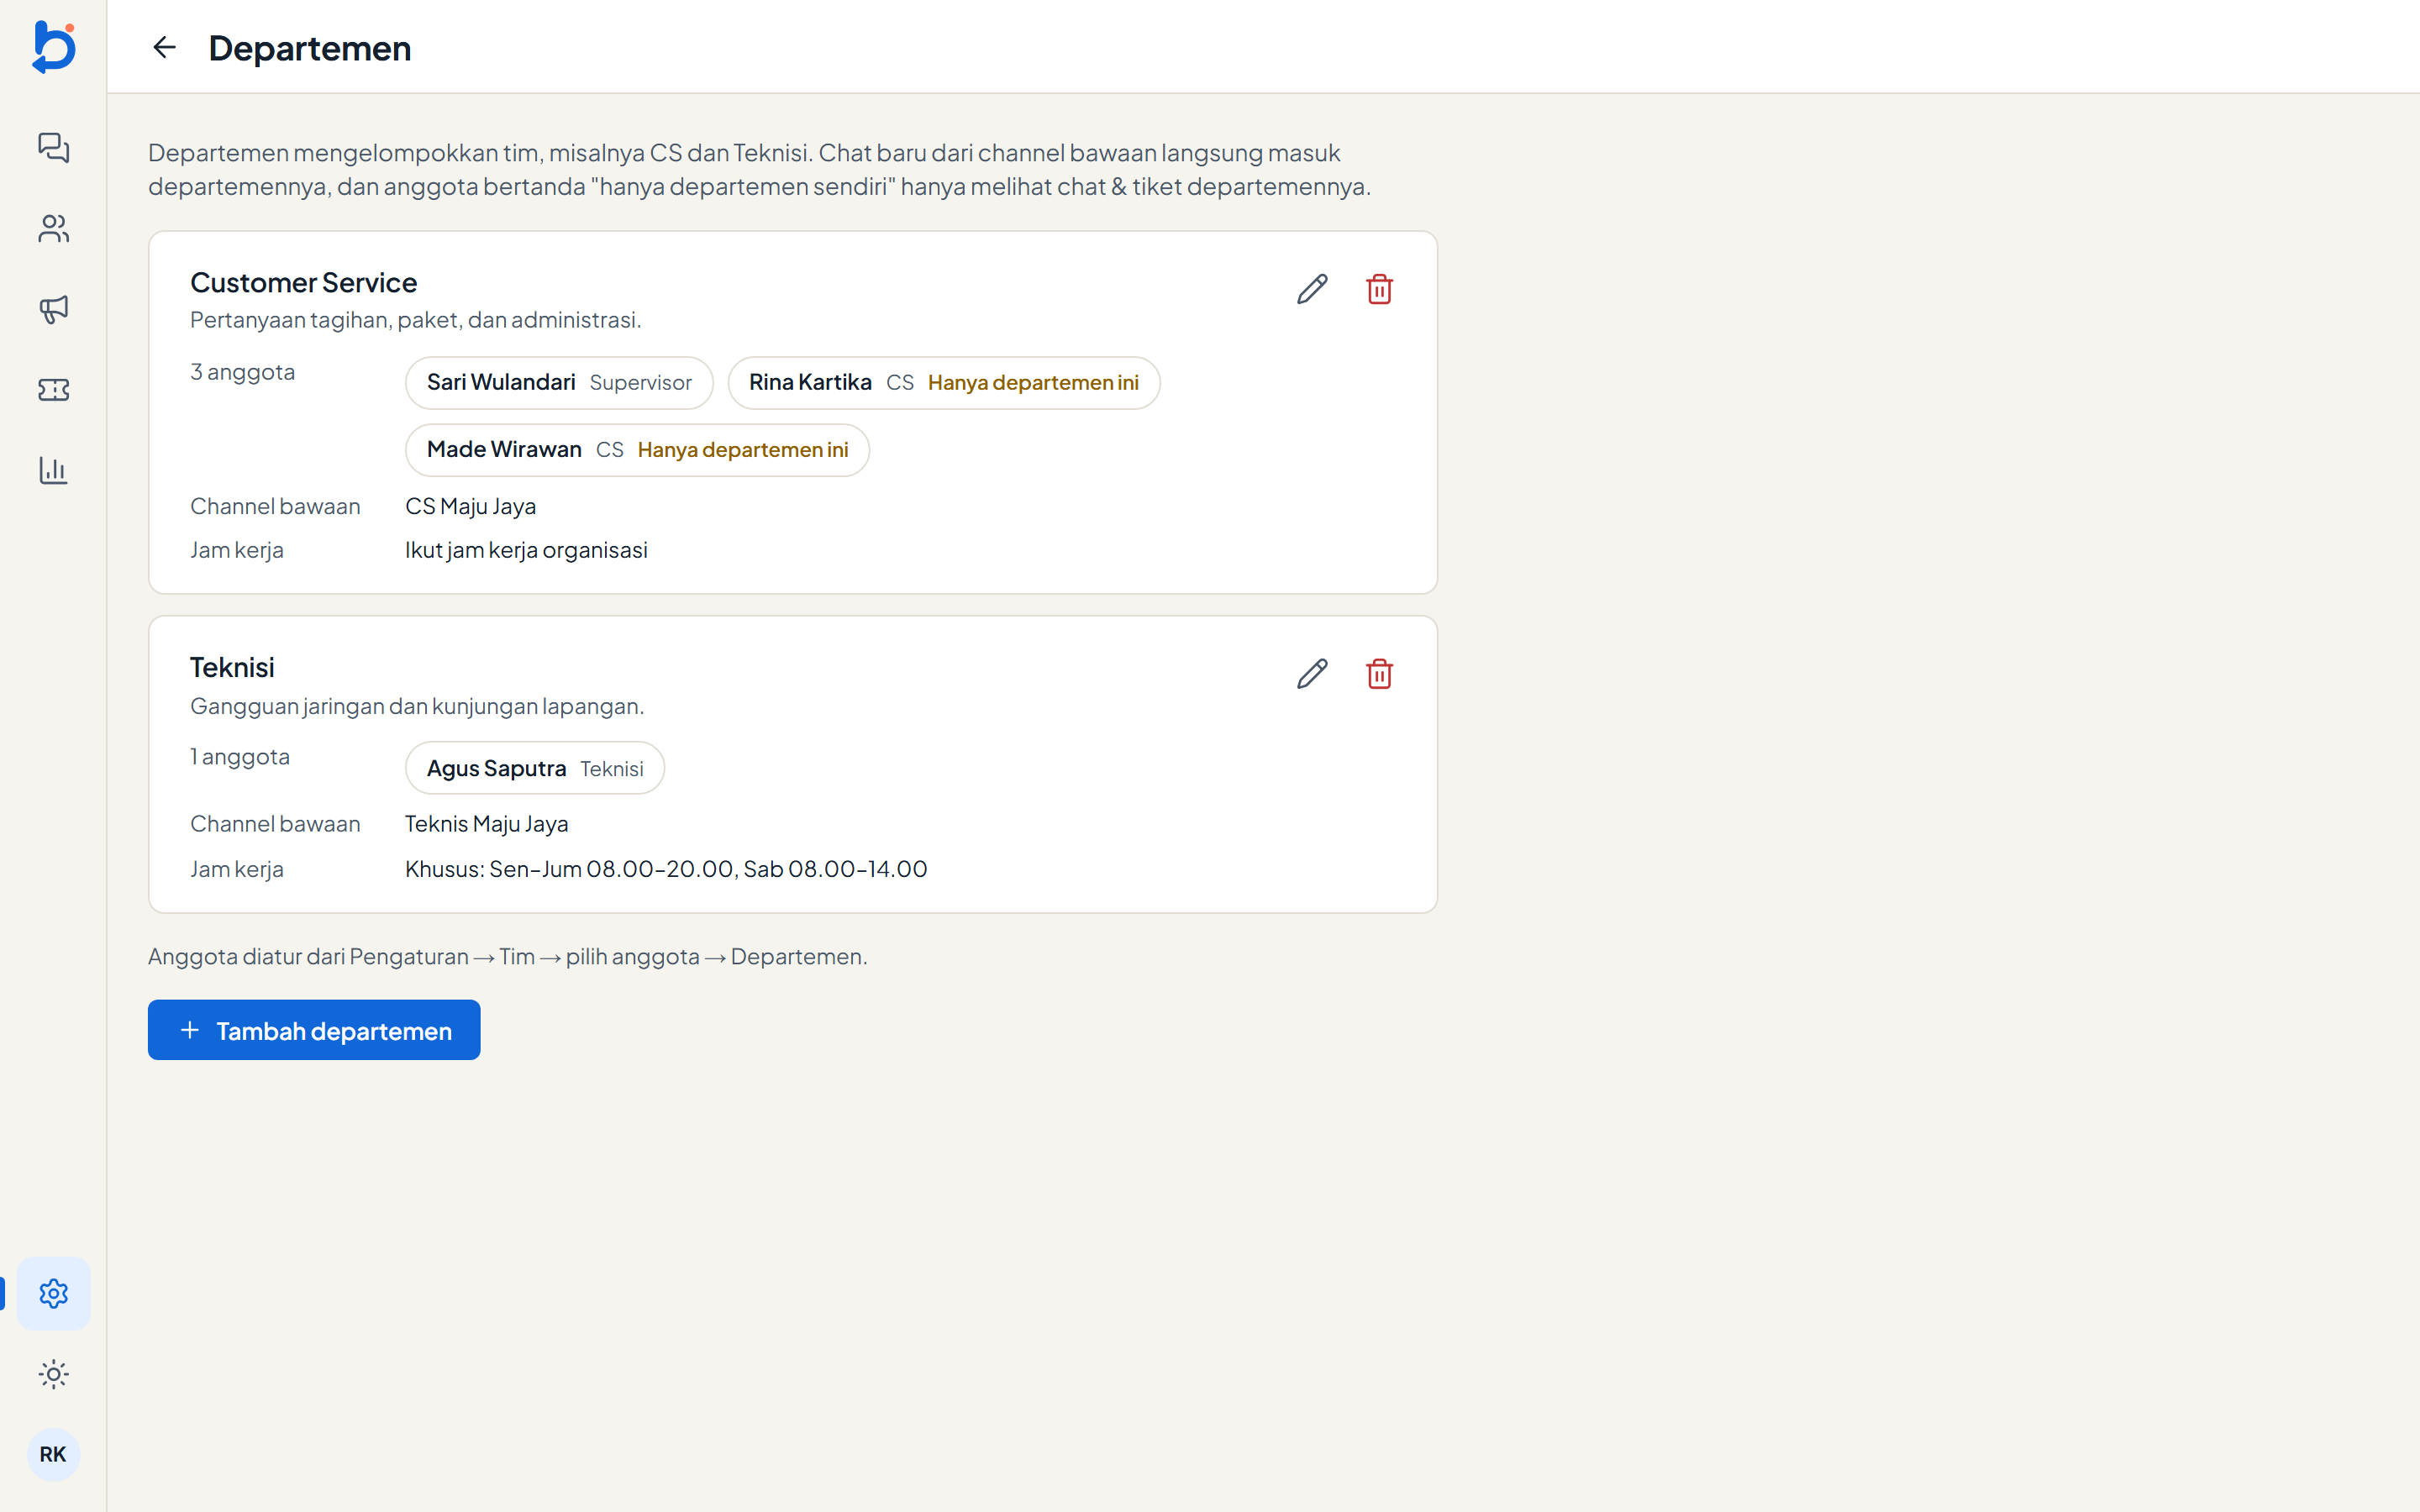 Departemen
Departemen mengelompokkan tim, misalnya CS dan Teknisi. Chat baru dari channel bawaan langsung masuk
departemennya, dan anggota bertanda "hanya departemen sendiri" hanya melihat chat & tiket departemennya.
Customer Service
Pertanyaan tagihan, paket, dan administrasi.
3 anggota
Sari Wulandari Supervisor
Rina Kartika CS Hanya departemen ini
Made Wirawan CS Hanya departemen ini
Channel bawaan CS Maju Jaya
Jam kerja Ikut jam kerja organisasi
Teknisi
Gangguan jaringan dan kunjungan lapangan.
1 anggota Agus Saputra Teknisi
Channel bawaan Teknis Maju Jaya
Jam kerja Khusus: Sen–Jum 08.00–20.00, Sab 08.00–14.00
Anggota diatur dari Pengaturan → Tim → pilih anggota → Departemen.
+ Tambah departemen
RK